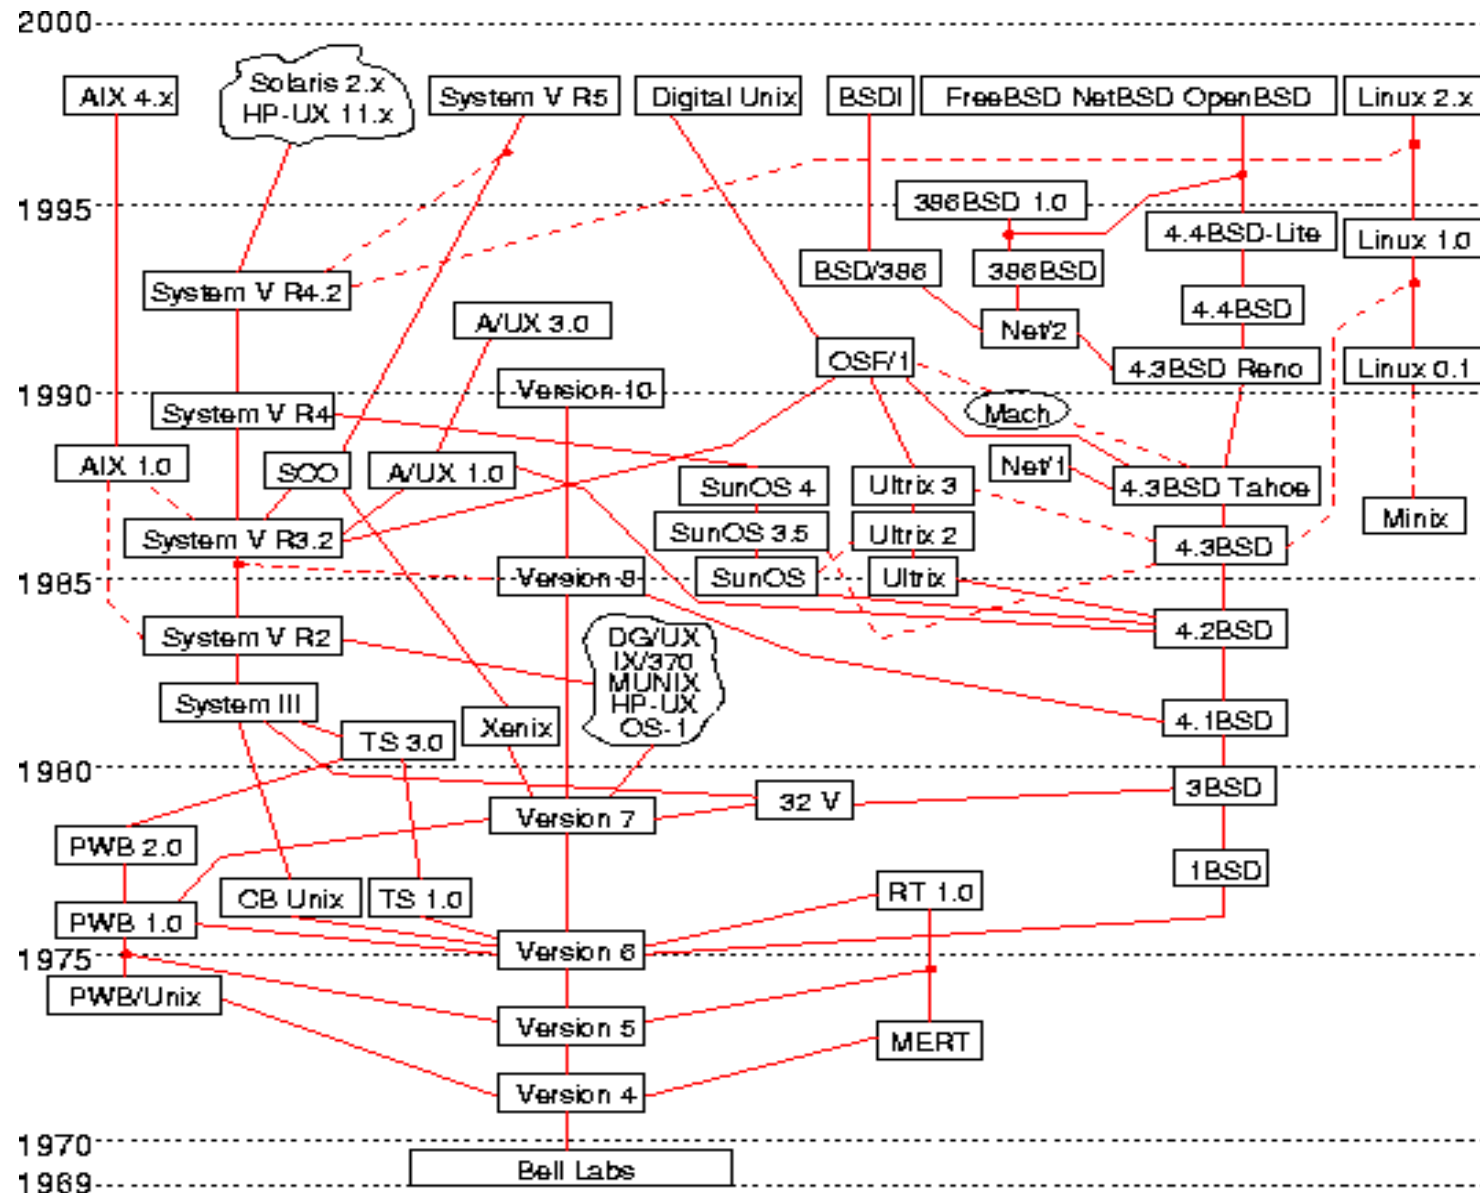 2000
Solaris 2.x
HP-UX 11.x
AIX 4.x
System V R5
Digital Unix
BSDI
FreeBSD NetBSD OpenBSD
Linux 2.x
1995
396BSD 1.0
4.4BSD-Lite
Linux 1.0
BSD/396
396BSD
System V R4.2
4.4BSD
A/UX 3.0
Net/2
OSF/1
4.3BSD Reno
Linux 0.1
1990
Version 10
System V R4
Mach
AIX 1.0
SCO
A/UX 1.0
Net/1
SunOS 4
Ultrix 3
4.3BSD Tahoe
Minix
System V R3.2
SunOS 3.5
Ultrix 2
4.3BSD
1985
Version 9
SunOS
Ultrix
System V R2
4.2BSD
DG/UX
IX/370
MUNIX
HP-UX
OS-1
System III
TS 3.0
Xenix
4.1BSD
1980
32 V
3BSD
Version 7
PWB 2.0
1BSD
CB Unix
TS 1.0
RT 1.0
PWB 1.0
Version 6
1975
PWB/Unix
Version 5
MERT
Version 4
1970
Bell Labs
1969